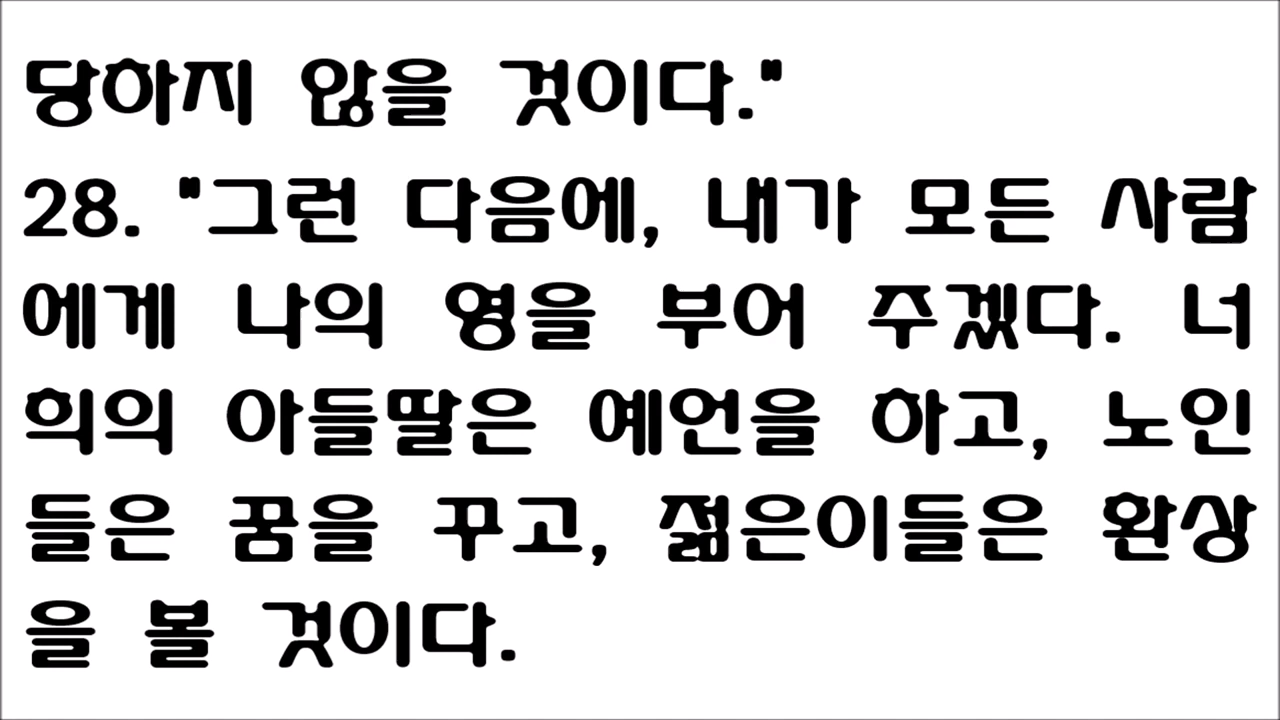 당하지 않을 것이다."
28. "그런 다음에, 내가 모든 사람
에게 나의 영을 부어 주겠다. 너
희의 아들딸은 예언을 하고, 노인
들은 꿈을 꾸고, 젊은이들은 환상
을 볼 것이다.